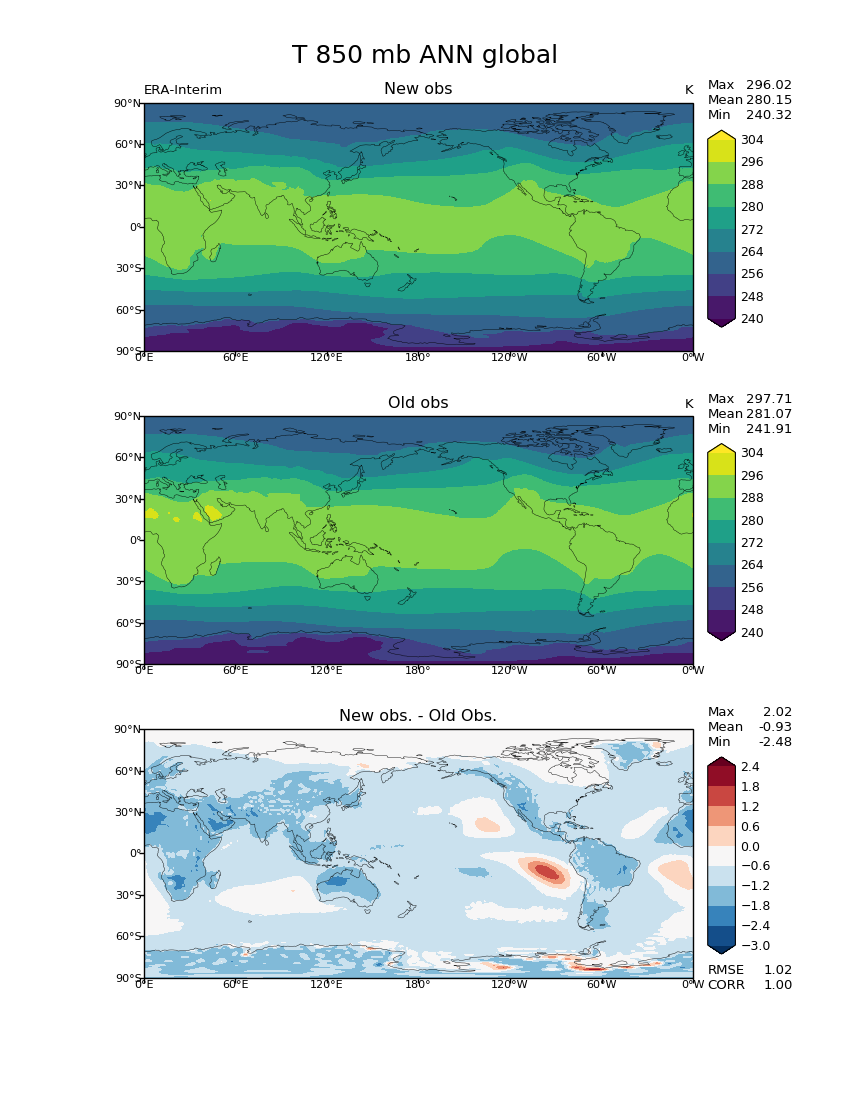 T 850 mb ANN global
ERA-Interim New obs K
Max 296.02
Mean 280.15
Min 240.32
90°N
60°N
30°N
0°
30°S
60°S
90°S
0°E 60°E 120°E 180° 120°W 60°W 0°W
304
296
288
280
272
264
256
248
240
Old obs K
Max 297.71
Mean 281.07
Min 241.91
90°N
60°N
30°N
0°
30°S
60°S
90°S
0°E 60°E 120°E 180° 120°W 60°W 0°W
304
296
288
280
272
264
256
248
240
New obs. - Old Obs.
Max 2.02
Mean -0.93
Min -2.48
90°N
60°N
30°N
0°
30°S
60°S
90°S
0°E 60°E 120°E 180° 120°W 60°W 0°W
2.4
1.8
1.2
0.6
0.0
−0.6
−1.2
−1.8
−2.4
−3.0
RMSE 1.02
CORR 1.00